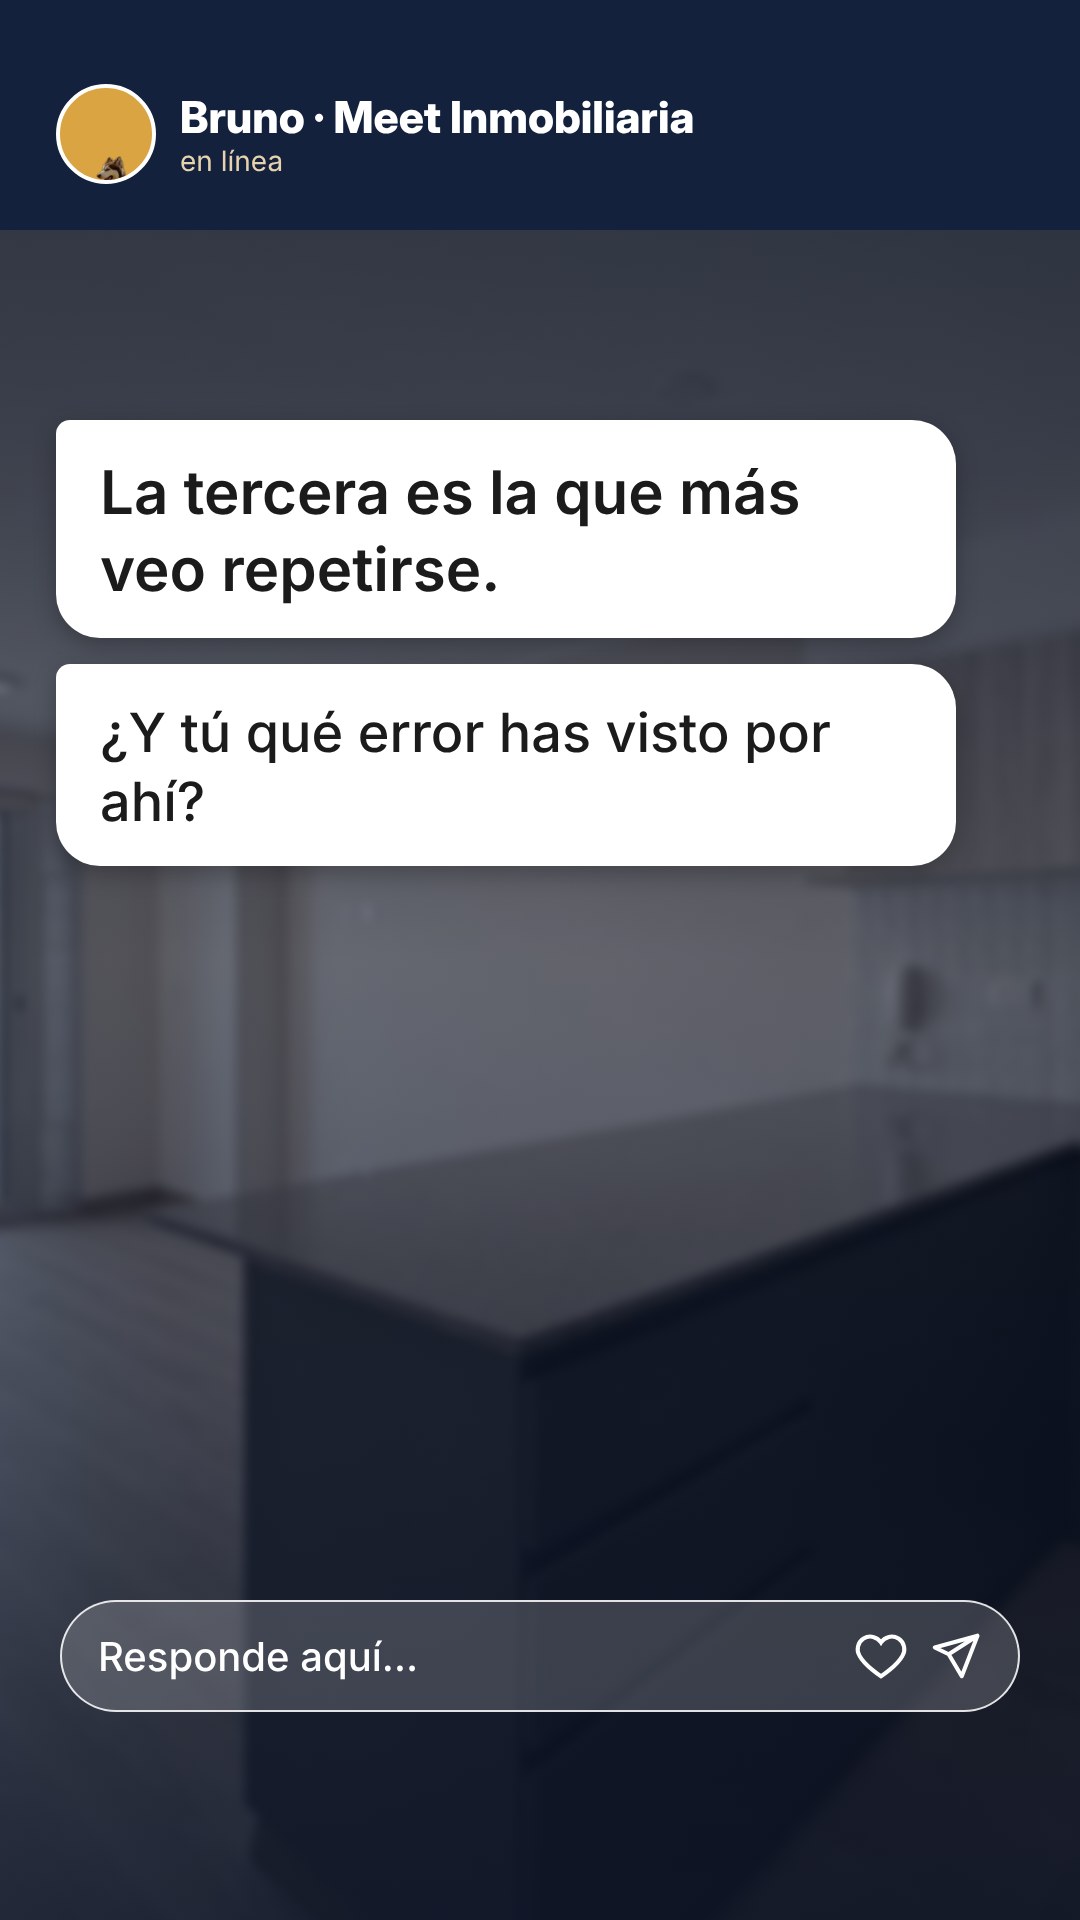 Bruno · Meet Inmobiliaria
en línea
La tercera es la que más
veo repetirse.
¿Y tú qué error has visto por
ahí?
Responde aquí...